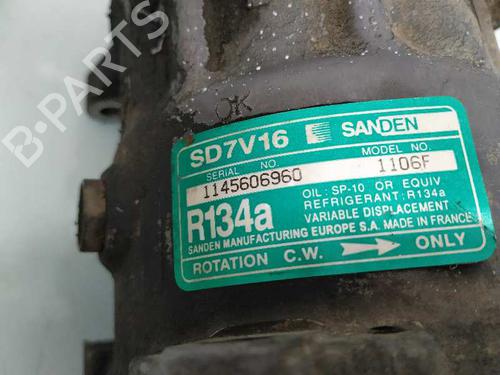 OK
SD7V16 SANDEN
SERIAL NO. MODEL NO.
1145606960 1106F
R134a
OIL: SP-10 OR EQUIV.
REFRIGERANT: R134a
VARIABLE DISPLACEMENT
SANDEN MANUFACTURING EUROPE S.A. MADE IN FRANCE
ROTATION C.W. ONLY
B-PARTS